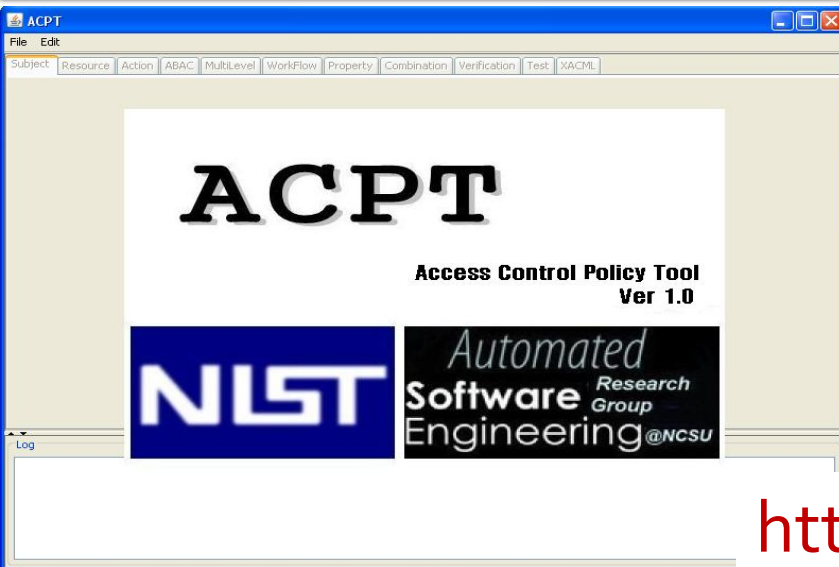 ACPT
File Edit
Subject Resource Action ABAC MultiLevel WorkFlow Property Combination Verification Test XACML
ACPT
Access Control Policy Tool
Ver 1.0
NIST
Automated
Software Research Group
Engineering @NCSU
Log
htt